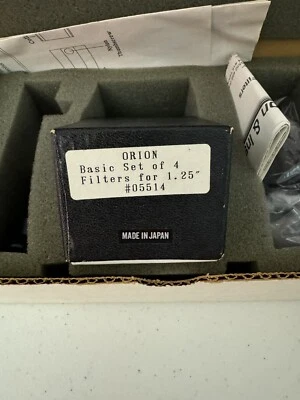 ORION
Basic Set of 4
Filters for 1.25"
#05514
MADE IN JAPAN